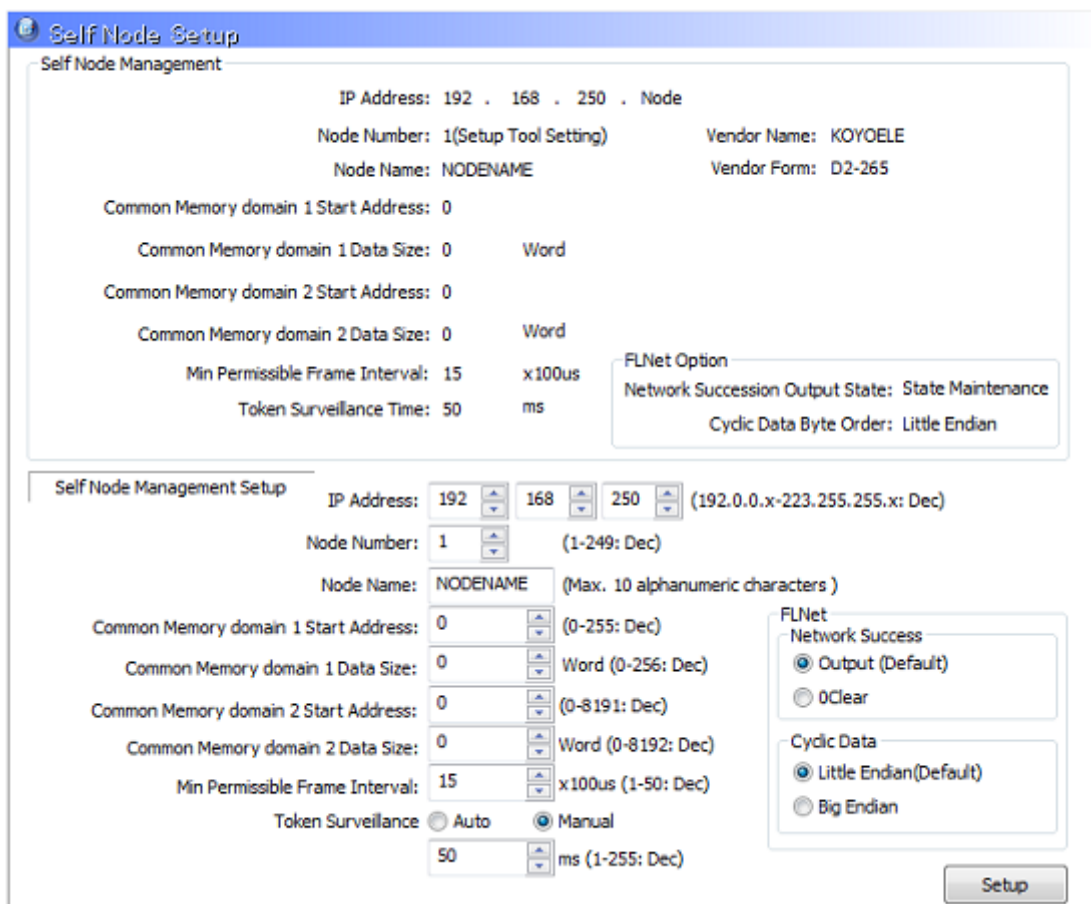 Self Node Setup
Self Node Management
IP Address: 192 . 168 . 250 . Node
Node Number: 1(Setup Tool Setting) Vendor Name: KOYOELE
Node Name: NODENAME Vendor Form: D2-265
Common Memory domain 1 Start Address: 0
Common Memory domain 1 Data Size: 0 Word
Common Memory domain 2 Start Address: 0
Common Memory domain 2 Data Size: 0 Word
Min Permissible Frame Interval: 15 x100us
Token Surveillance Time: 50 ms
FLNet Option
Network Succession Output State: State Maintenance
Cyclic Data Byte Order: Little Endian
Self Node Management Setup
IP Address: 192 168 250 (192.0.0.x-223.255.255.x: Dec)
Node Number: 1 (1-249: Dec)
Node Name: NODENAME (Max. 10 alphanumeric characters )
Common Memory domain 1 Start Address: 0 (0-255: Dec)
Common Memory domain 1 Data Size: 0 Word (0-256: Dec)
Common Memory domain 2 Start Address: 0 (0-8191: Dec)
Common Memory domain 2 Data Size: 0 Word (0-8192: Dec)
Min Permissible Frame Interval: 15 x100us (1-50: Dec)
Token Surveillance Auto Manual
50 ms (1-255: Dec)
FLNet
Network Success
Output (Default)
0Clear
Cyclic Data
Little Endian(Default)
Big Endian
Setup